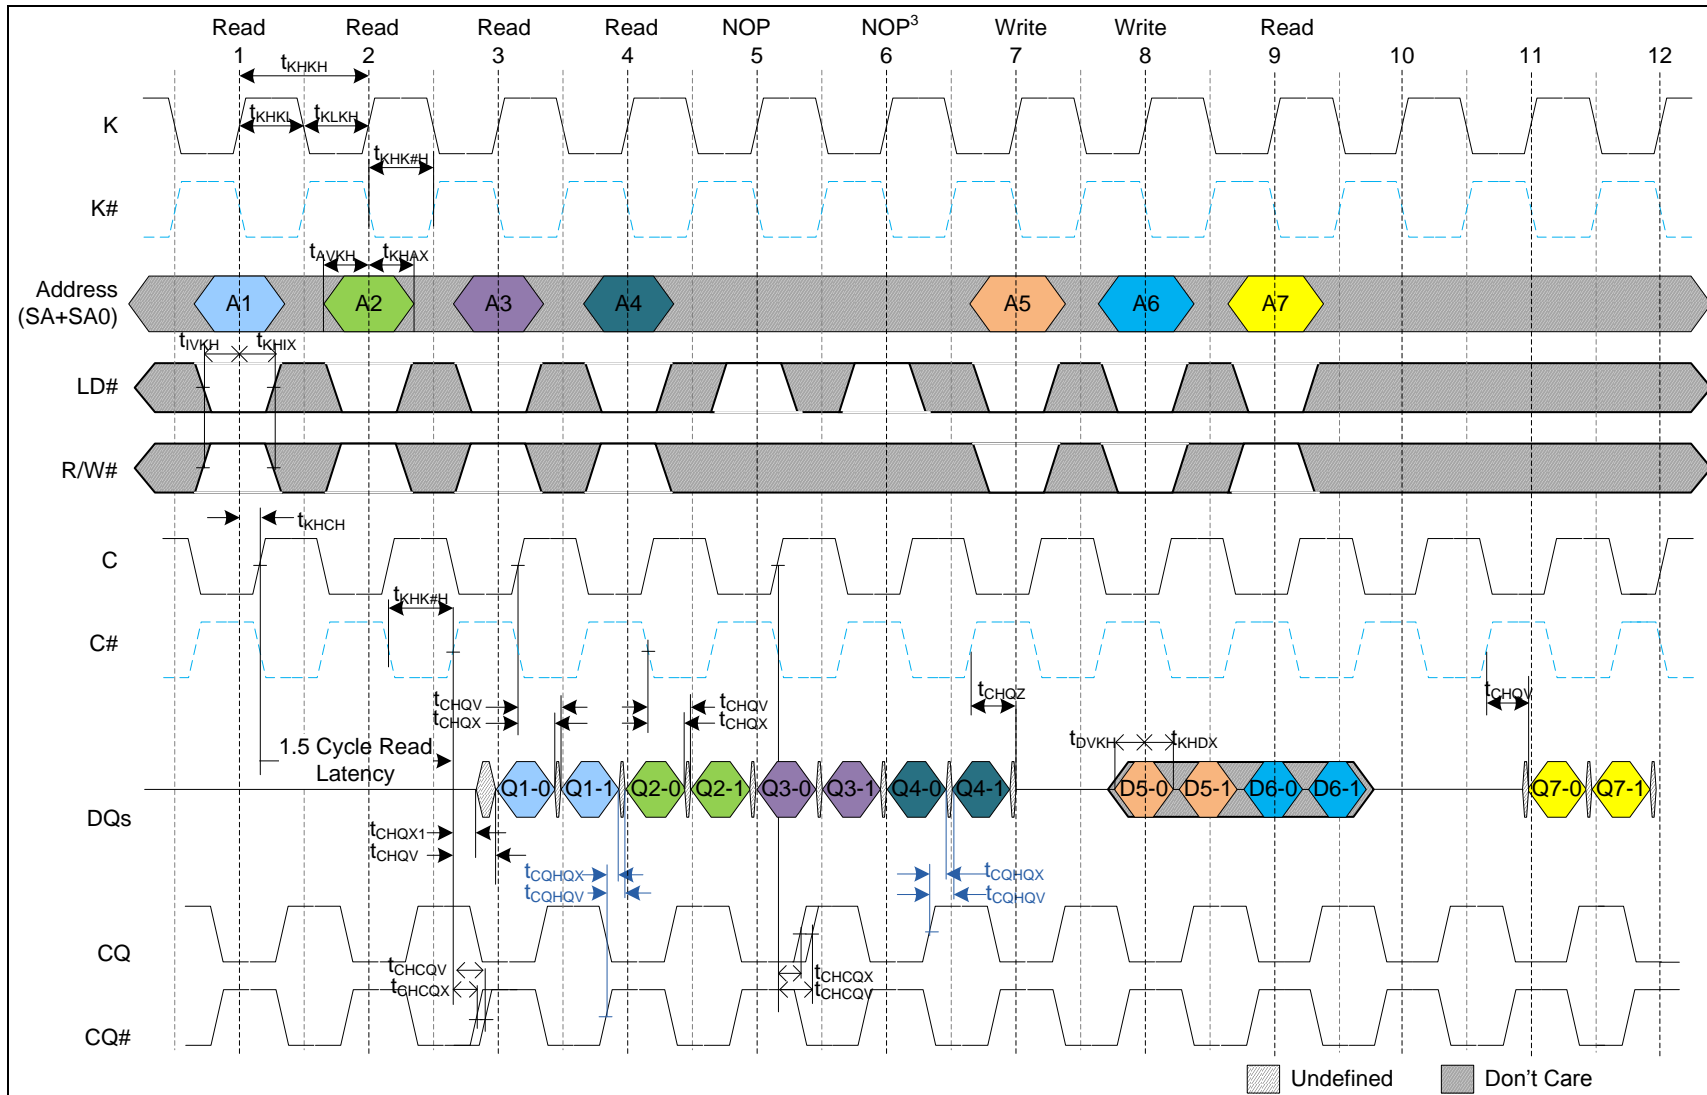 Read Read Read Read NOP NOP3 Write Write Read
1 2 3 4 5 6 7 8 9 10 11 12
tKHKH
K
tKHKL tKLKH
tKHK#H
K#
tAVKH tKHAX
Address
(SA+SA0)
A1 A2 A3 A4 A5 A6 A7
tIVKH tKHIX
LD#
R/W#
tKHCH
C
tKHK#H
C#
tCHQV tCHQV tCHQZ tCHQV
tCHQX tCHQX
tDVKH tKHDX
1.5 Cycle Read
Latency
DQs
Q1-0 Q1-1 Q2-0 Q2-1 Q3-0 Q3-1 Q4-0 Q4-1 D5-0 D5-1 D6-0 D6-1 Q7-0 Q7-1
tCHQX1
tCHQV
tCQHQX tCQHQX
tCQHQV tCQHQV
CQ
tCHCQV tCHCQX
tCHCQX tCHCQV
CQ#
Undefined Don't Care